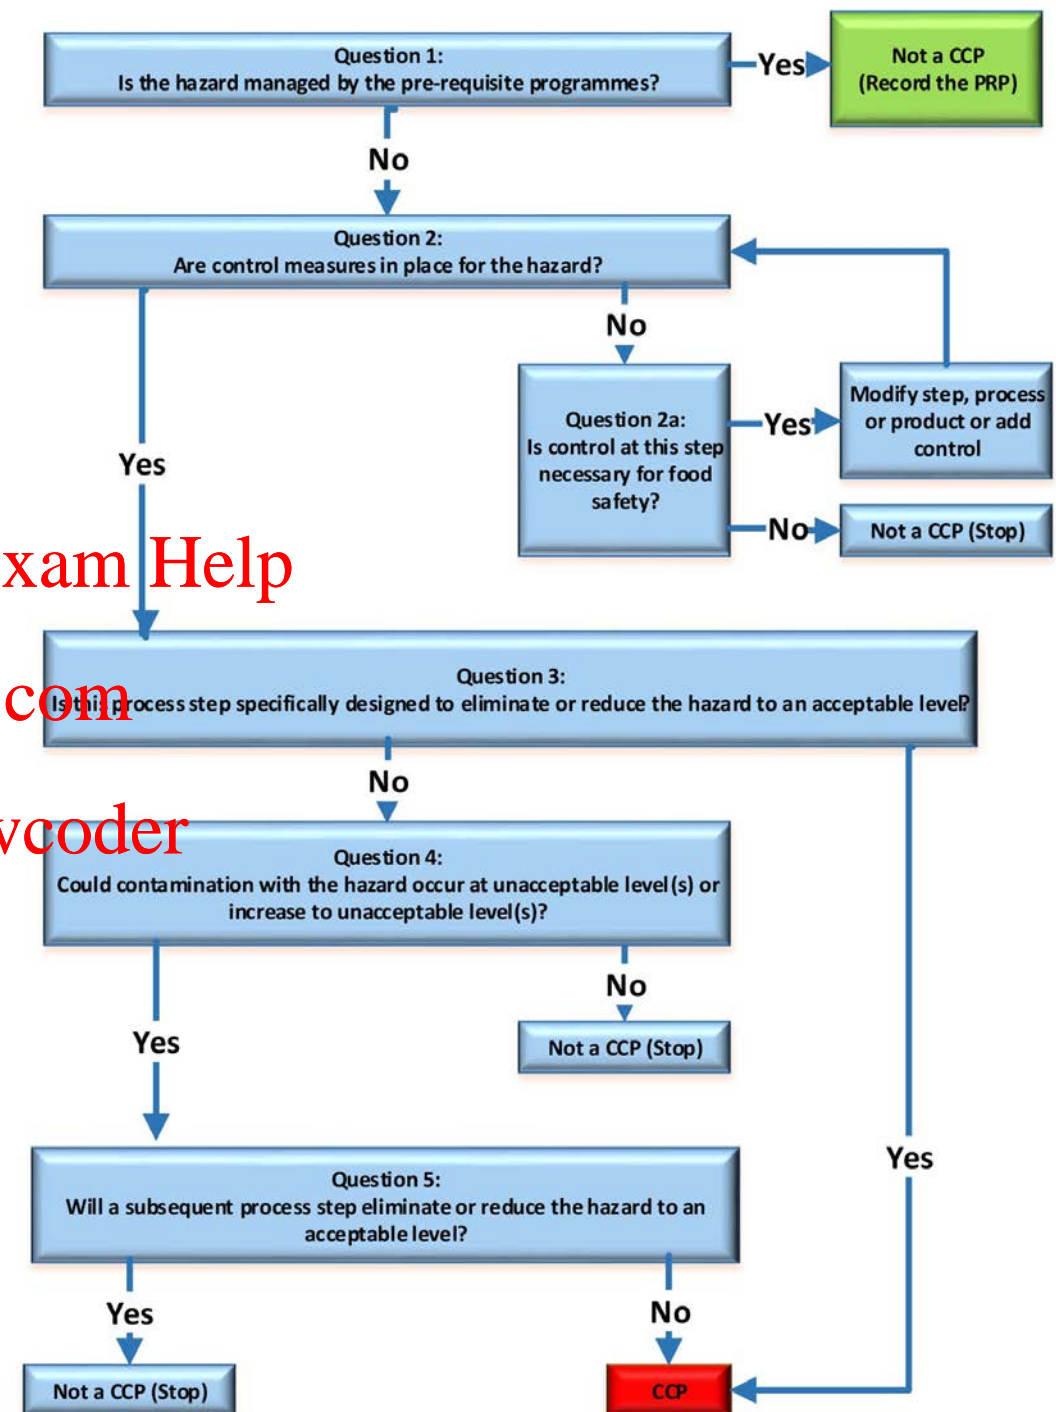 Question 1:
Is the hazard managed by the pre-requisite programmes?
Yes
Not a CCP
(Record the PRP)
No
Question 2:
Are control measures in place for the hazard?
No
Yes
Question 2a:
Is control at this step
necessary for food
safety?
Yes
Modify step, process
or product or add
control
No
Not a CCP (Stop)
xam Help
Question 3:
Is this process step specifically designed to eliminate or reduce the hazard to an acceptable level?
com
No
vcoder
Question 4:
Could contamination with the hazard occur at unacceptable level(s) or
increase to unacceptable level(s)?
No
Yes
Not a CCP (Stop)
Yes
Question 5:
Will a subsequent process step eliminate or reduce the hazard to an
acceptable level?
Yes
No
Not a CCP (Stop)
CCP